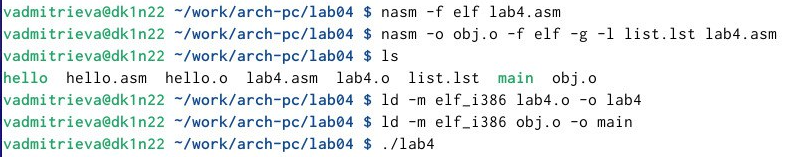 vadmitrieva@dk1n22 ~/work/arch-pc/lab04 $ nasm -f elf lab4.asm
vadmitrieva@dk1n22 ~/work/arch-pc/lab04 $ nasm -o obj.o -f elf -g -l list.lst lab4.asm
vadmitrieva@dk1n22 ~/work/arch-pc/lab04 $ ls
hello  hello.asm  hello.o  lab4.asm  lab4.o  list.lst  main  obj.o
vadmitrieva@dk1n22 ~/work/arch-pc/lab04 $ ld -m elf_i386 lab4.o -o lab4
vadmitrieva@dk1n22 ~/work/arch-pc/lab04 $ ld -m elf_i386 obj.o -o main
vadmitrieva@dk1n22 ~/work/arch-pc/lab04 $ ./lab4